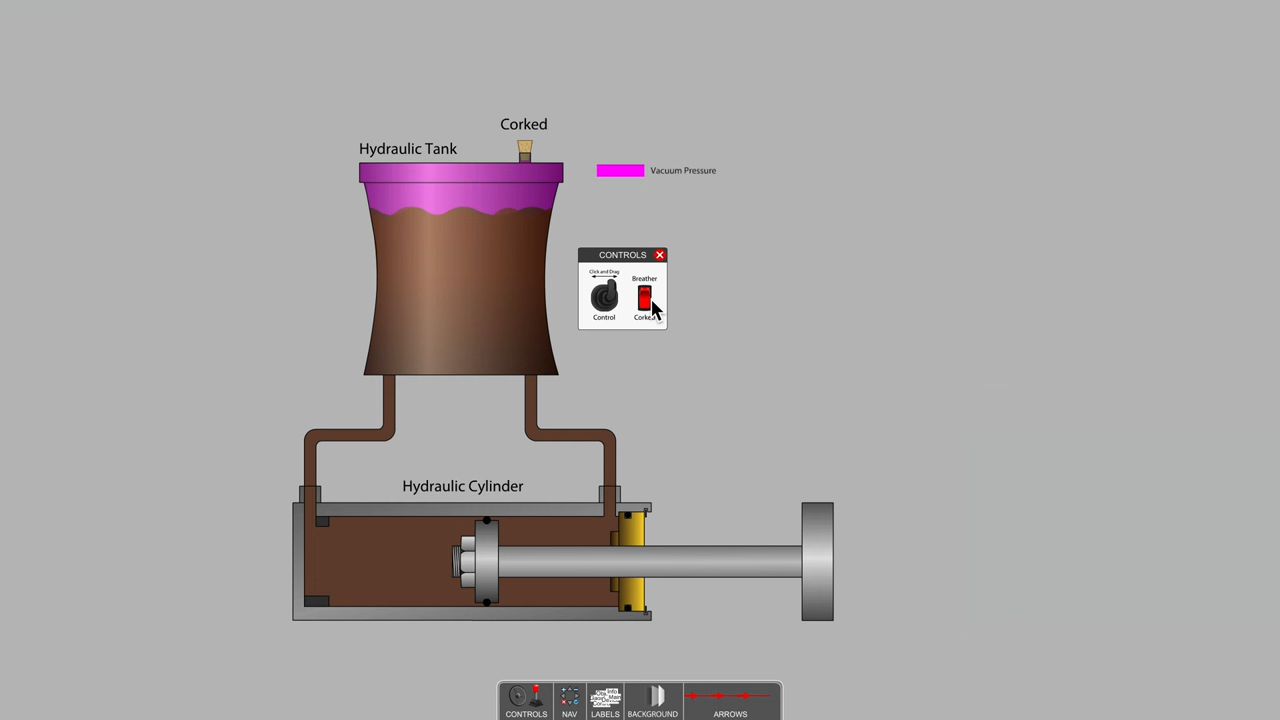 Corked
Hydraulic Tank
Vacuum Pressure
CONTROLS
Click and Drag
Breather
Control
Hydraulic Cylinder
CONTROLS
NAV
LABELS
BACKGROUND
ARROWS